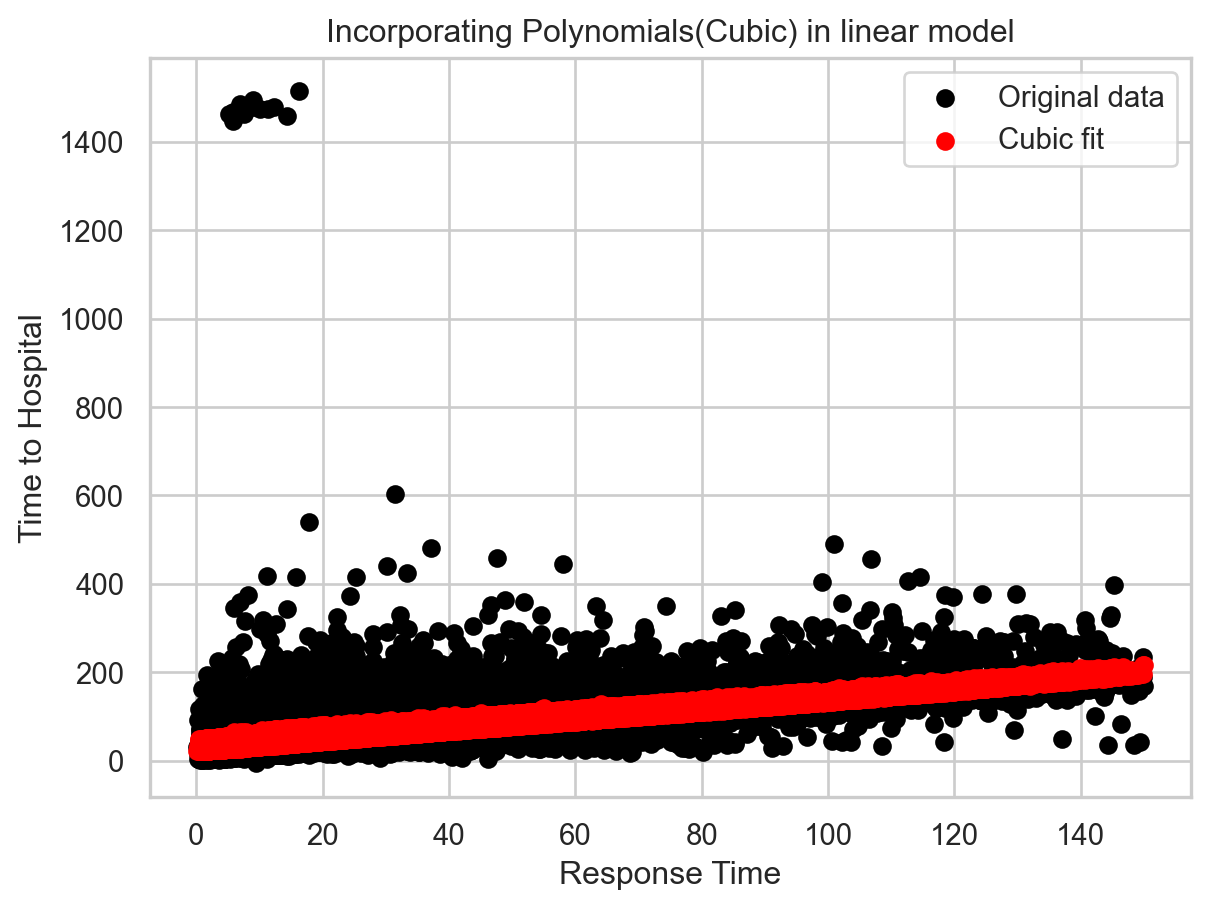 Incorporating Polynomials(Cubic) in linear model
Original data
Cubic fit
1400
1200
1000
800
600
400
200
0
Time to Hospital
0 20 40 60 80 100 120 140
Response Time